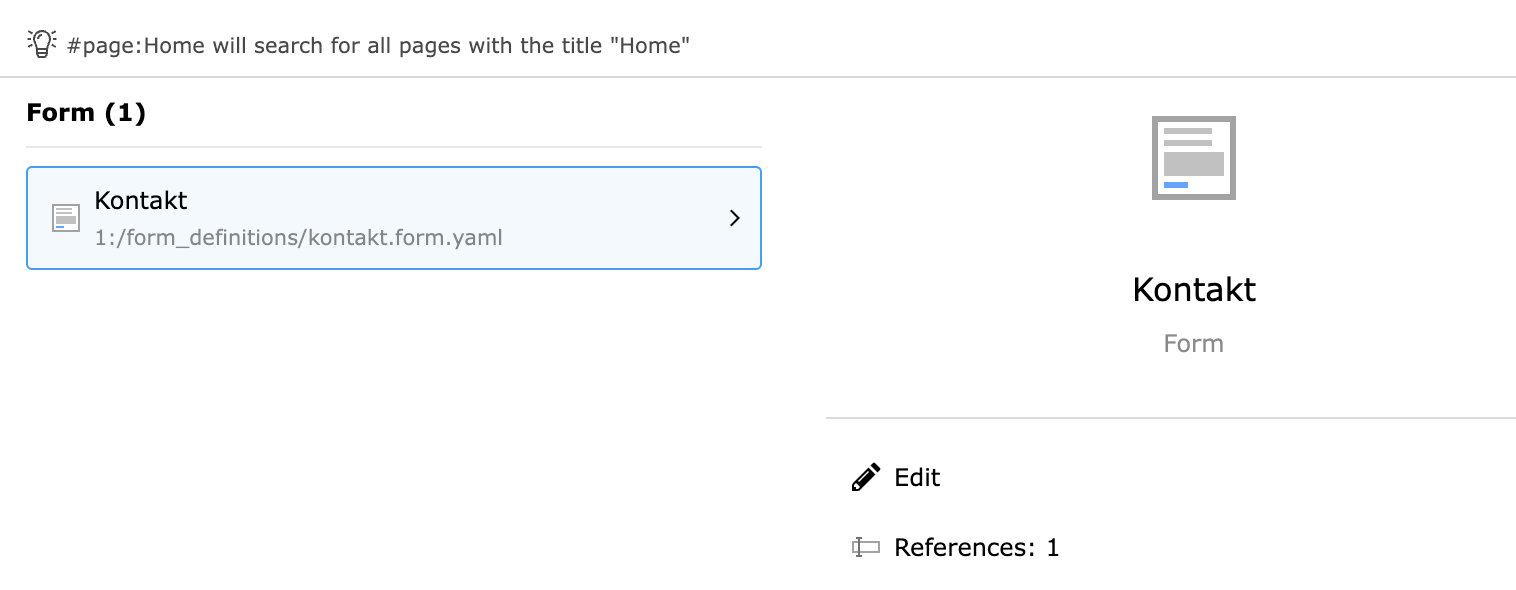 #page:Home will search for all pages with the title "Home"
Form (1)
Kontakt
1:/form_definitions/kontakt.form.yaml
Kontakt
Form
Edit
References: 1